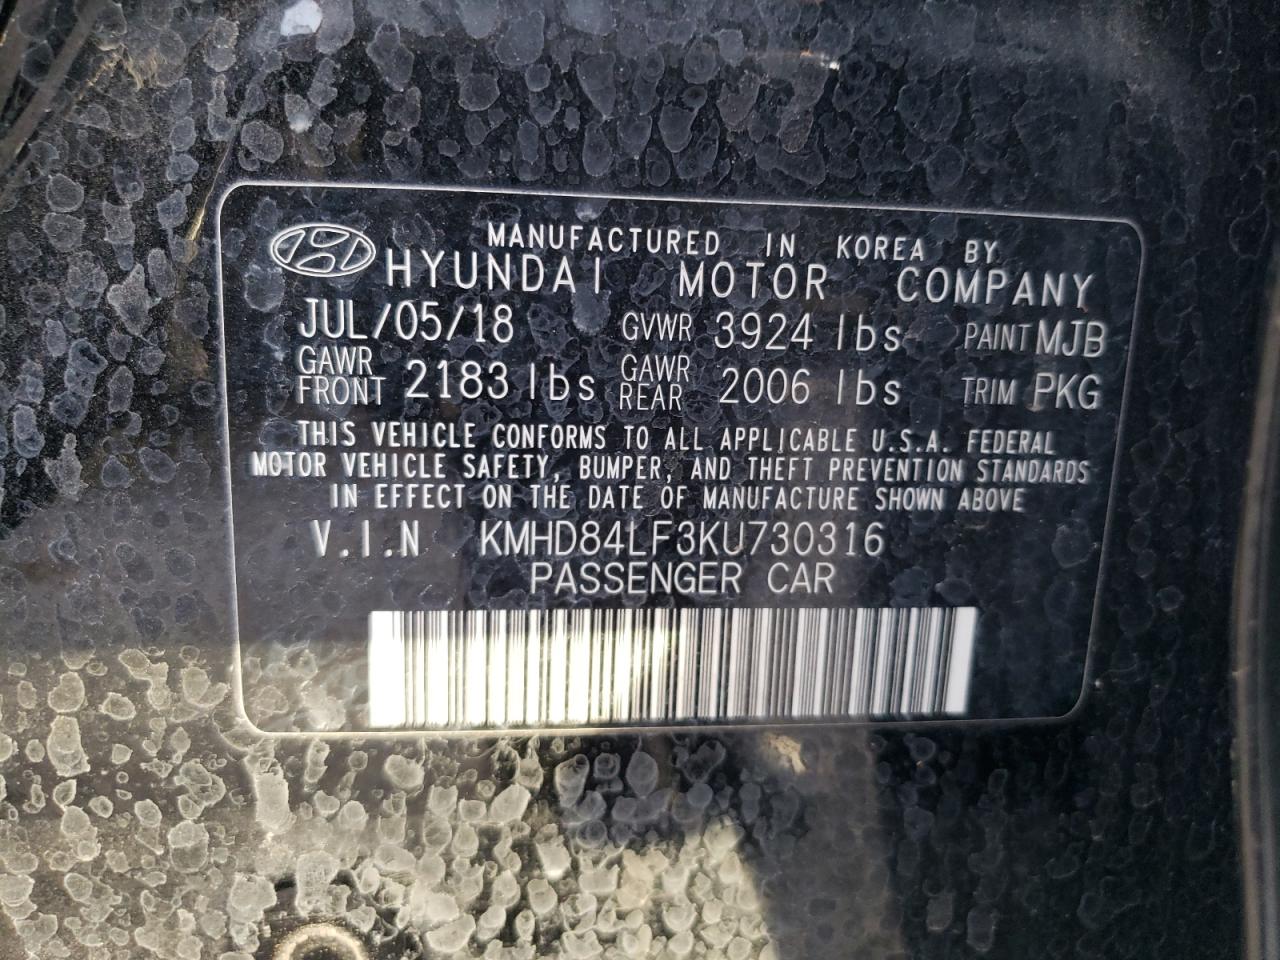 MANUFACTURED IN KOREA BY
HYUNDAI MOTOR COMPANY
JUL/05/18 GVWR 3924 lbs PAINT MJB
GAWR FRONT 2183 lbs GAWR REAR 2006 lbs TRIM PKG
THIS VEHICLE CONFORMS TO ALL APPLICABLE U.S.A. FEDERAL
MOTOR VEHICLE SAFETY, BUMPER, AND THEFT PREVENTION STANDARDS
IN EFFECT ON THE DATE OF MANUFACTURE SHOWN ABOVE
V.I.N KMHD84LF3KU730316
PASSENGER CAR